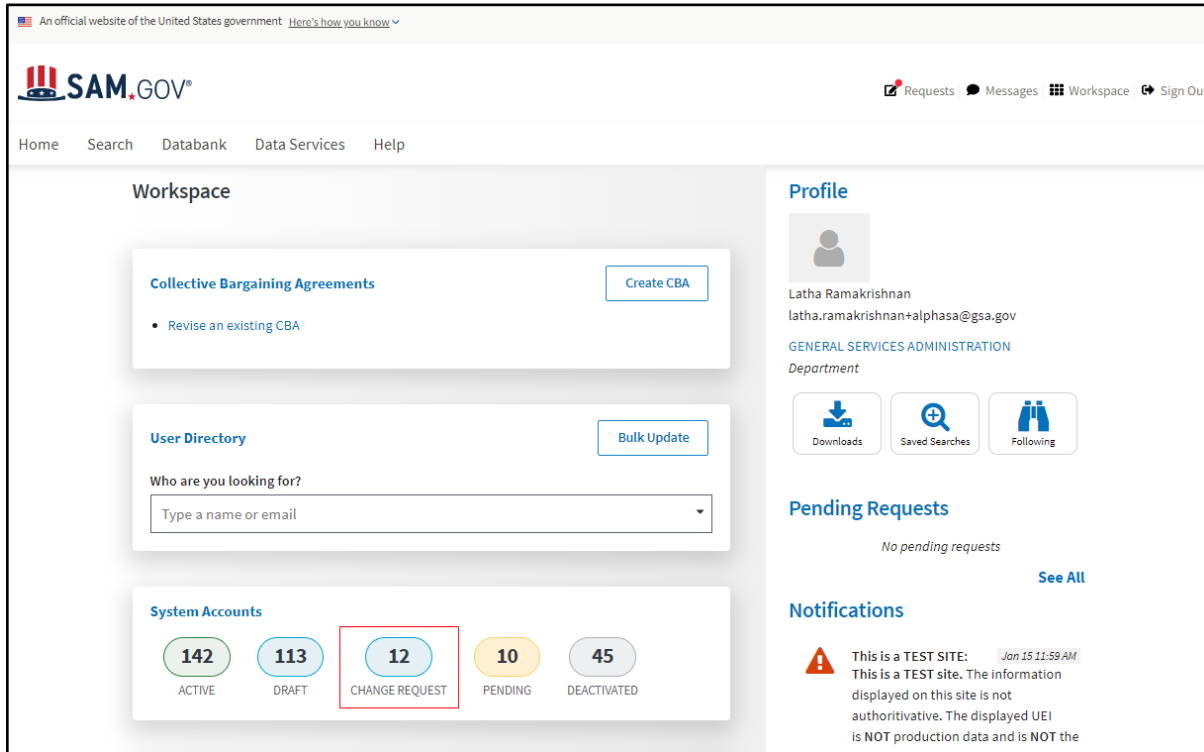 An official website of the United States government Here's how you know
SAM.GOV®
Requests Messages Workspace Sign Ou
Home Search Databank Data Services Help
Workspace
Collective Bargaining Agreements Create CBA
Revise an existing CBA
User Directory Bulk Update
Who are you looking for?
Type a name or email
System Accounts
142 113 12 10 45
ACTIVE DRAFT CHANGE REQUEST PENDING DEACTIVATED
Profile
Latha Ramakrishnan
latha.ramakrishnan+alphasa@gsa.gov
GENERAL SERVICES ADMINISTRATION
Department
Downloads Saved Searches Following
Pending Requests
No pending requests
See All
Notifications
This is a TEST SITE: Jan 15 11:59 AM
This is a TEST site. The information
displayed on this site is not
authoritivative. The displayed UEI
is NOT production data and is NOT the